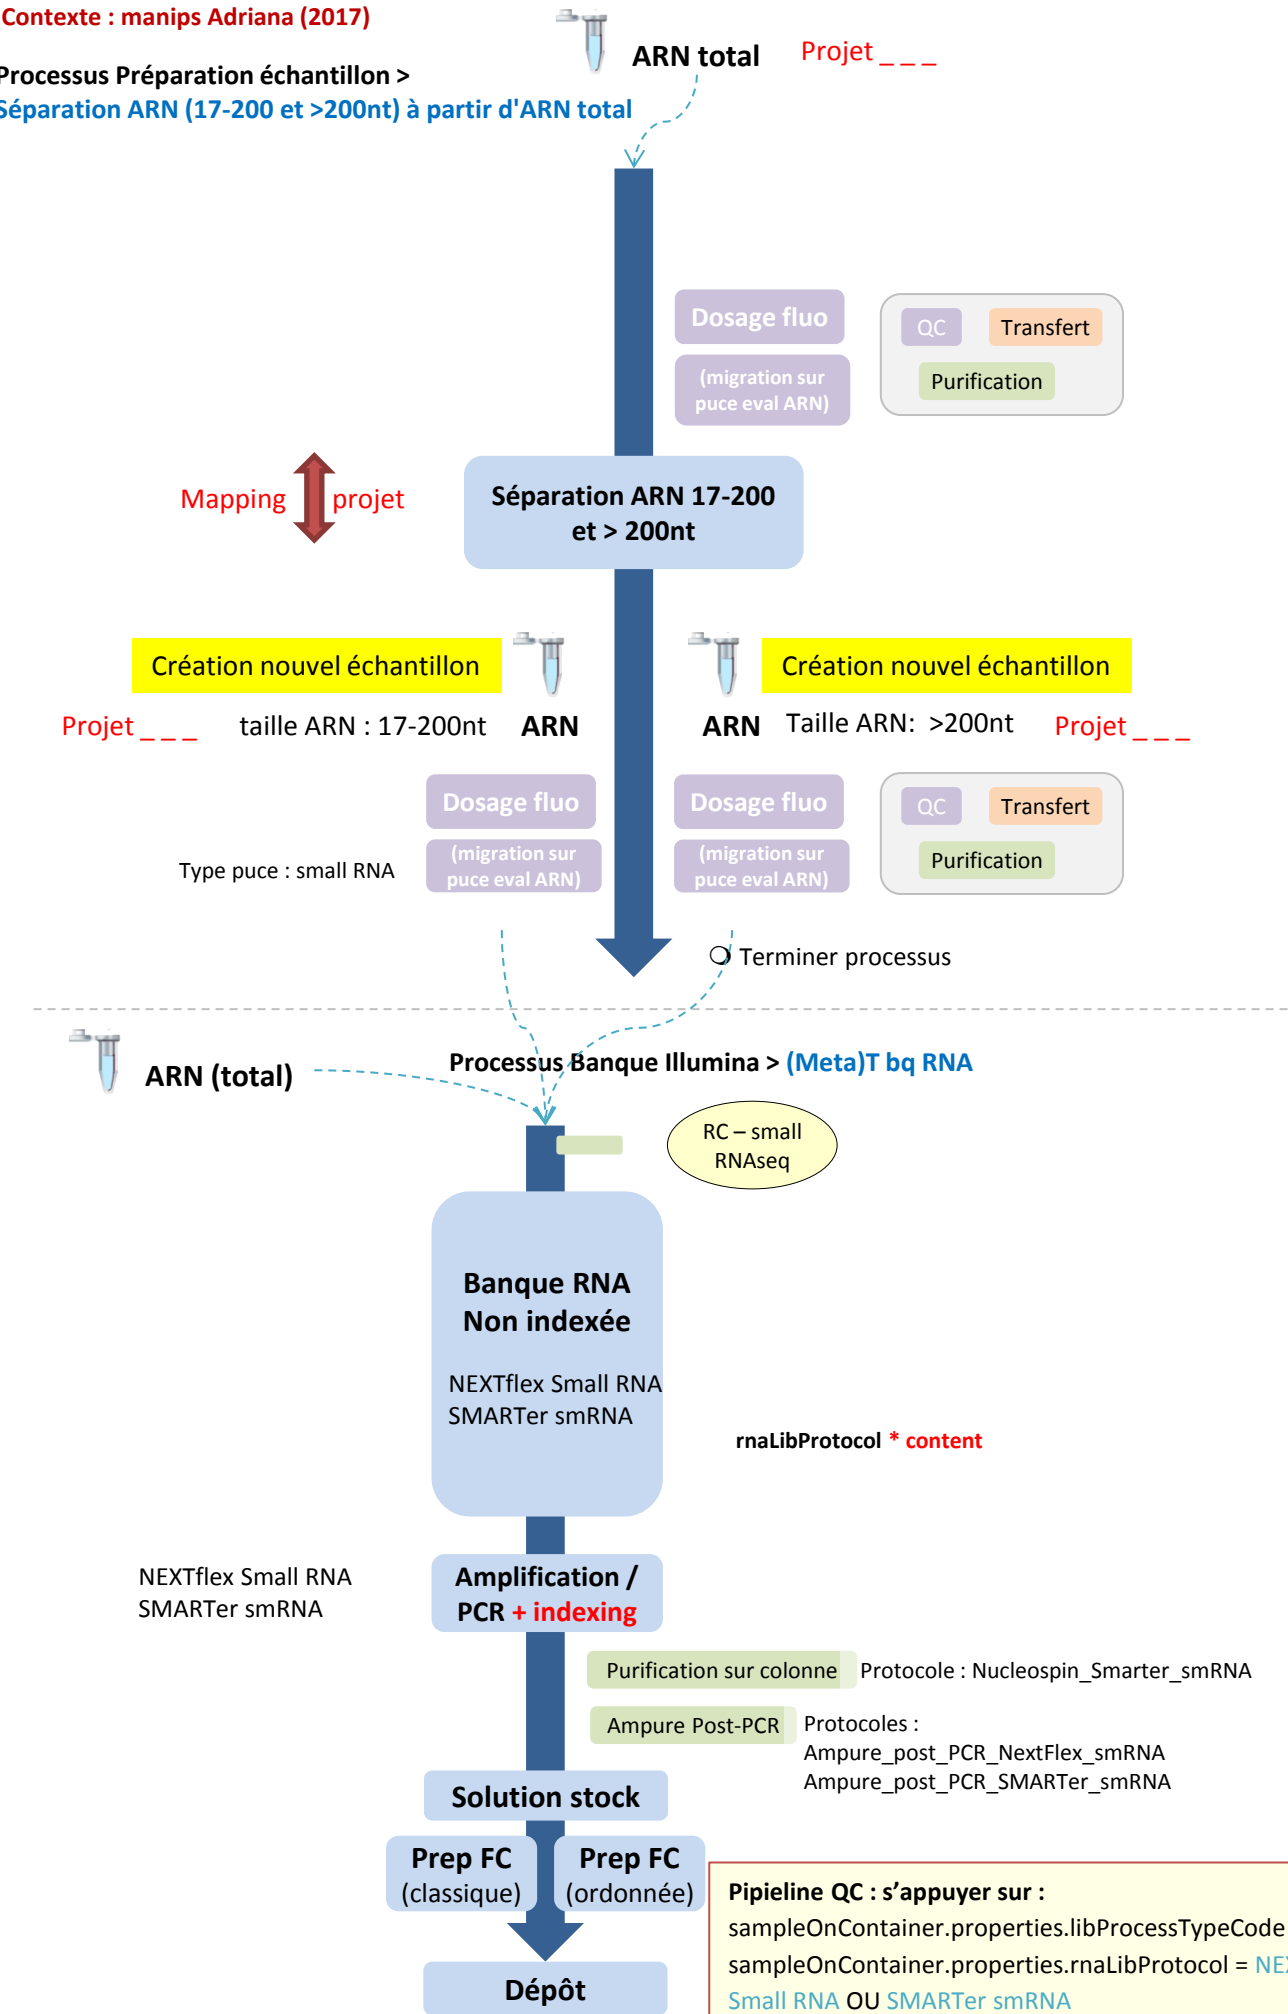 Contexte : manips Adriana (2017)
ARN total
Projet _ _ _
Processus Préparation échantillon >
Séparation ARN (17-200 et >200nt) à partir d'ARN total
Dosage fluo
QC
Transfert
(migration sur
puce eval ARN)
Purification
Mapping
projet
Séparation ARN 17-200
et > 200nt
Création nouvel échantillon
Création nouvel échantillon
Projet _ _ _
taille ARN : 17-200nt
ARN
ARN
Taille ARN: >200nt
Projet _ _ _
Dosage fluo
Dosage fluo
QC
Transfert
Type puce : small RNA
(migration sur
puce eval ARN)
(migration sur
puce eval ARN)
Purification
Terminer processus
ARN (total)
Processus Banque Illumina > (Meta)T bq RNA
RC – small
RNAseq
Banque RNA
Non indexée
NEXTflex Small RNA
SMARTer smRNA
rnaLibProtocol * content
NEXTflex Small RNA
SMARTer smRNA
Amplification /
PCR + indexing
Purification sur colonne
Protocole : Nucleospin_Smarter_smRNA
Ampure Post-PCR
Protocoles :
Ampure_post_PCR_NextFlex_smRNA
Ampure_post_PCR_SMARTer_smRNA
Solution stock
Prep FC
(classique)
Prep FC
(ordonnée)
Dépôt
Pipieline QC : s’appuyer sur :
sampleOnContainer.properties.libProcessTypeCode
sampleOnContainer.properties.rnaLibProtocol =
Small RNA OU SMARTer smRNA